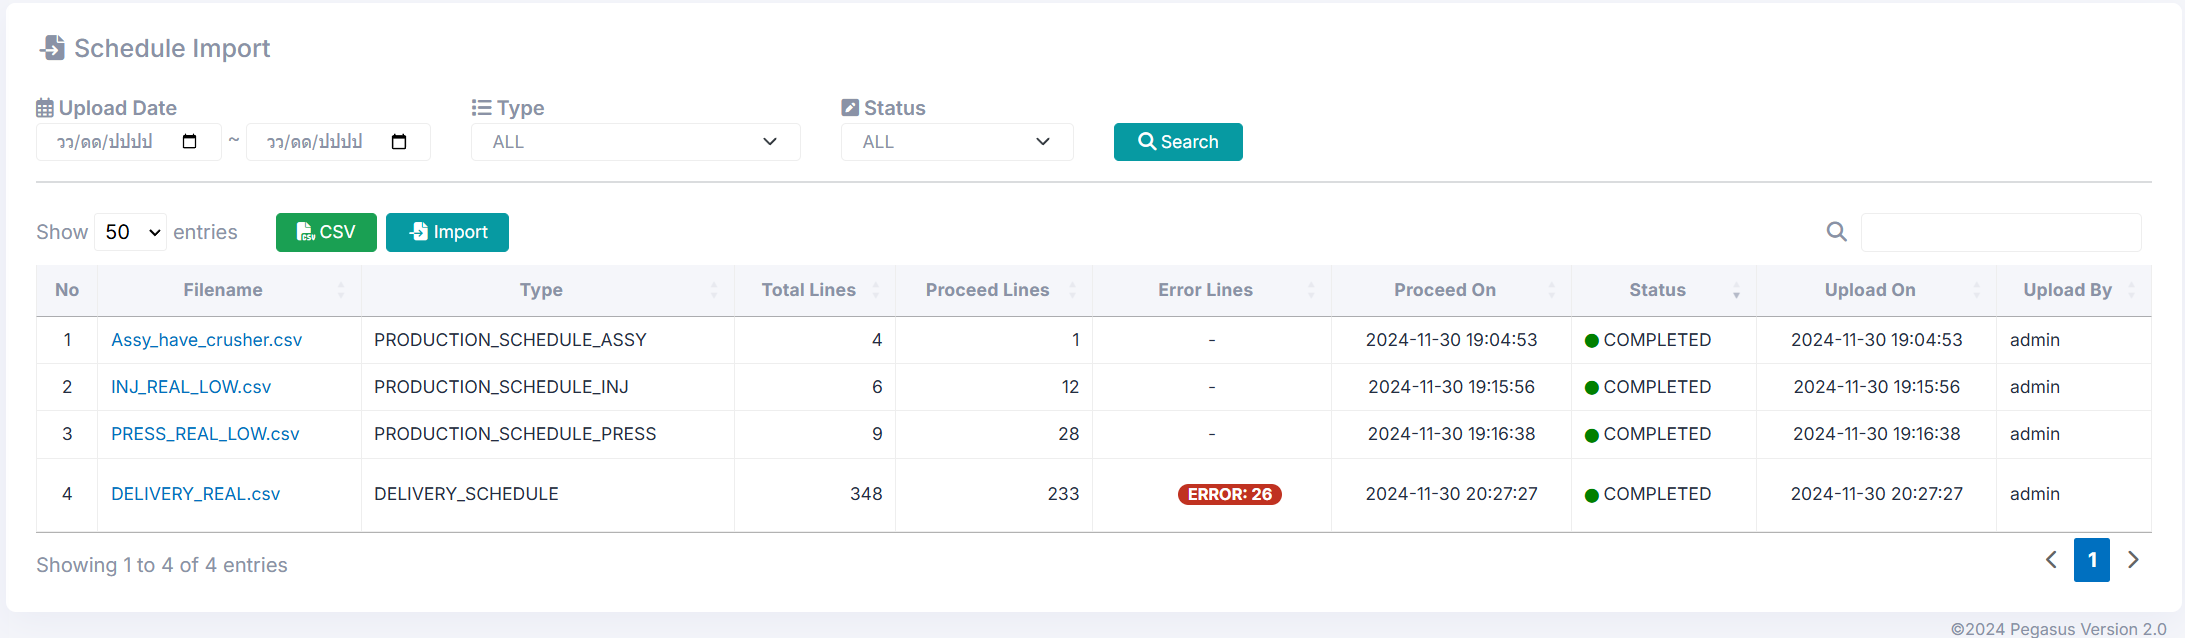 Schedule Import
Upload Date Type Status
วว/ดด/ปปปป ~ วว/ดด/ปปปป ALL ALL Search
Show 50 entries CSV Import
No Filename Type Total Lines Proceed Lines Error Lines Proceed On Status Upload On Upload By
1 Assy_have_crusher.csv PRODUCTION_SCHEDULE_ASSY 4 1 - 2024-11-30 19:04:53 COMPLETED 2024-11-30 19:04:53 admin
2 INJ_REAL_LOW.csv PRODUCTION_SCHEDULE_INJ 6 12 - 2024-11-30 19:15:56 COMPLETED 2024-11-30 19:15:56 admin
3 PRESS_REAL_LOW.csv PRODUCTION_SCHEDULE_PRESS 9 28 - 2024-11-30 19:16:38 COMPLETED 2024-11-30 19:16:38 admin
4 DELIVERY_REAL.csv DELIVERY_SCHEDULE 348 233 ERROR: 26 2024-11-30 20:27:27 COMPLETED 2024-11-30 20:27:27 admin
Showing 1 to 4 of 4 entries 1
©2024 Pegasus Version 2.0